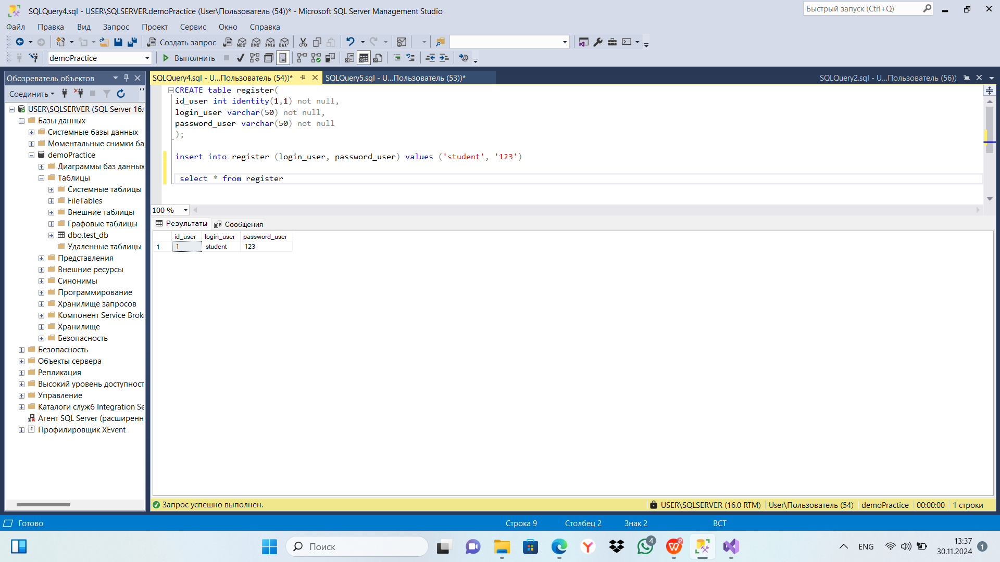 SQLQuery4.sql - USER\SQLSERVER.demoPractice (User\Пользователь (54))* - Microsoft SQL Server Management Studio
Быстрый запуск (Ctrl+Q)
Файл Правка Вид Запрос Проект Сервис Окно Справка
Создать запрос MDX DMX XMLA DAX
demoPractice Выполнить
Обозреватель объектов
SQLQuery4.sql - U...Пользователь (54))* SQLQuery5.sql - U...Пользователь (53))* SQLQuery2.sql - U...Пользователь (56))
Соединить
USER\SQLSERVER (SQL Server 16.
Базы данных
Системные базы данных
Моментальные снимки ба
demoPractice
Диаграммы баз данных
Таблицы
Системные таблицы
FileTables
Внешние таблицы
Графовые таблицы
dbo.test_db
Удаленные таблицы
Представления
Внешние ресурсы
Синонимы
Программирование
Хранилище запросов
Компонент Service Brok
Хранилище
Безопасность
Безопасность
Объекты сервера
Репликация
Высокий уровень доступност
Управление
Каталоги служб Integration Se
Агент SQL Server (расширенн
Профилировщик XEvent
CREATE table register(
id_user int identity(1,1) not null,
login_user varchar(50) not null,
password_user varchar(50) not null
);
insert into register (login_user, password_user) values ('student', '123')
select * from register
100 %
Результаты Сообщения
id_user login_user password_user
1 1 student 123
Запрос успешно выполнен. USER\SQLSERVER (16.0 RTM) User\Пользователь (54) demoPractice 00:00:00 1 строки
Готово Строка 9 Столбец 2 Знак 2 ВСТ
Поиск
4
ENG
13:37
30.11.2024
1